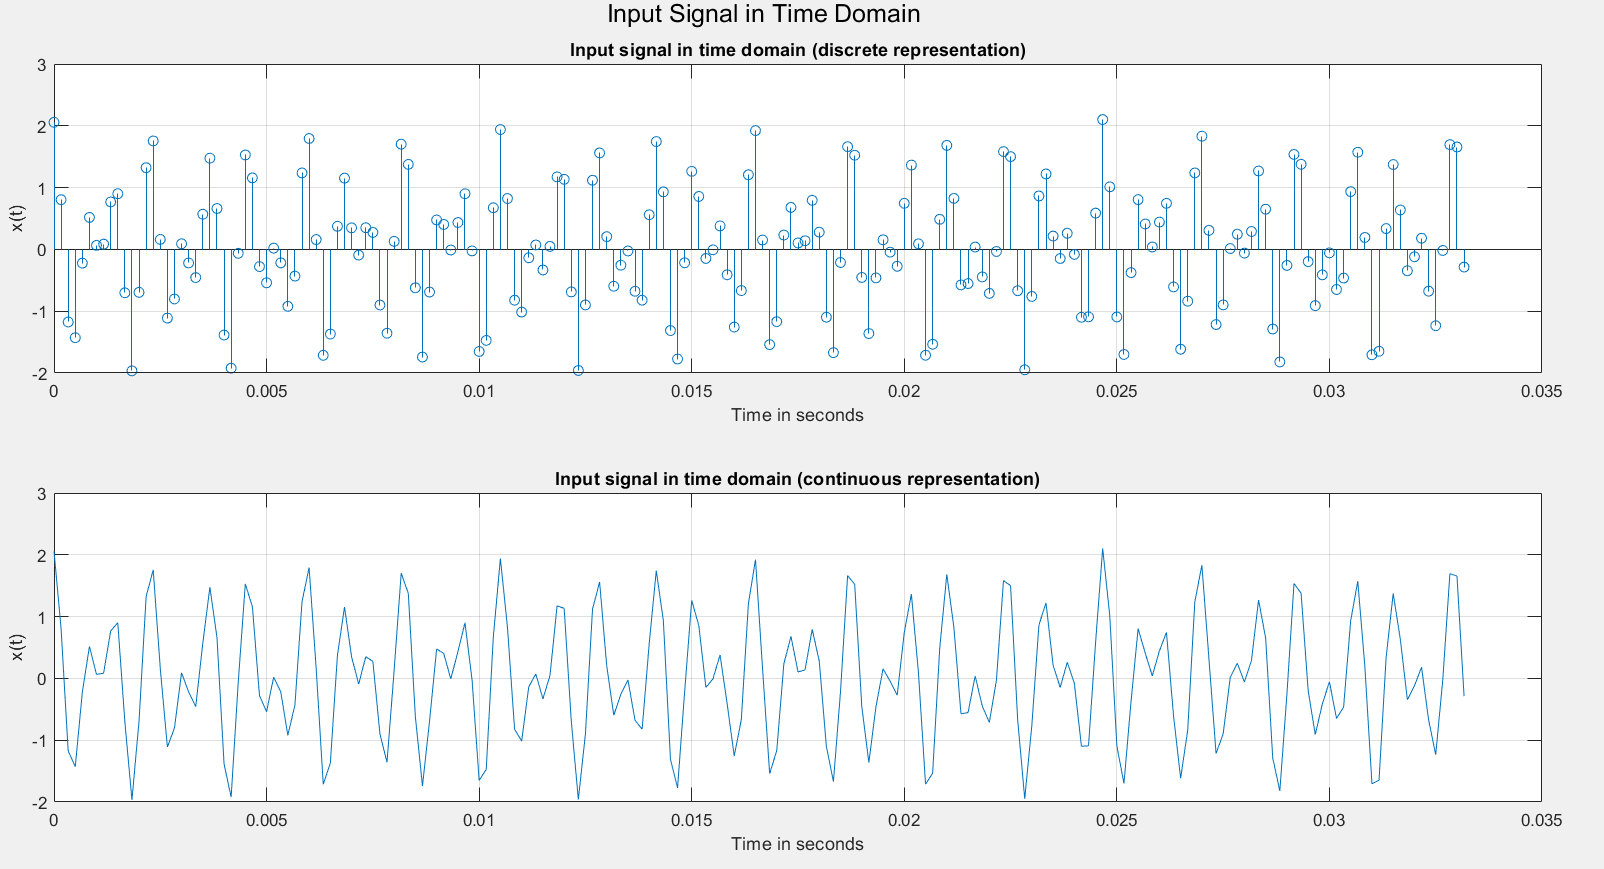 Input Signal in Time Domain
Input signal in time domain (discrete representation)
3
2
1
0
-1
-2
x(t)
0 0.005 0.01 0.015 0.02 0.025 0.03 0.035
Time in seconds
Input signal in time domain (continuous representation)
3
2
1
0
-1
-2
x(t)
0 0.005 0.01 0.015 0.02 0.025 0.03 0.035
Time in seconds